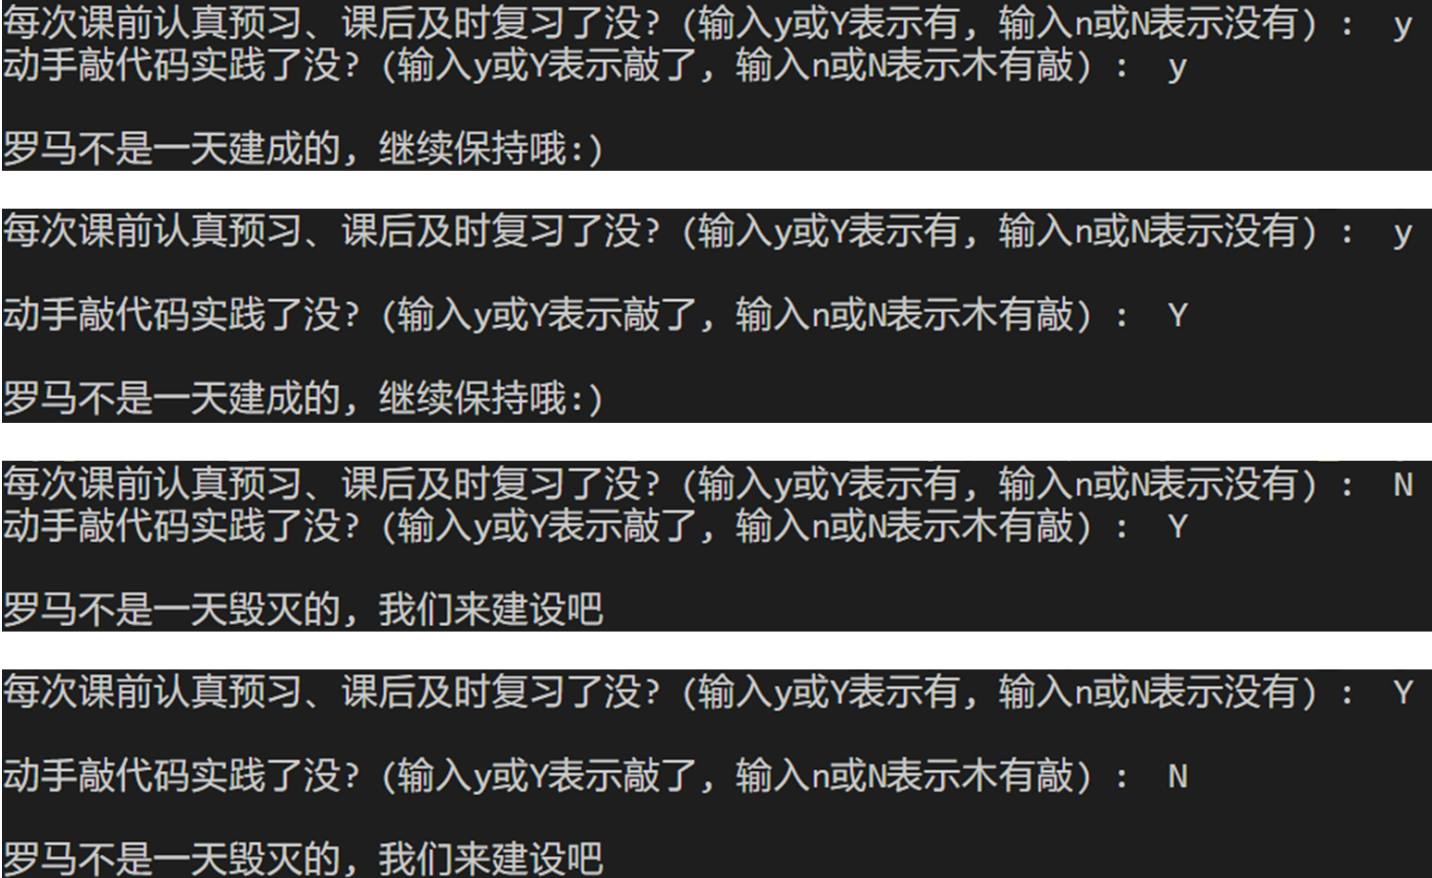 每次课前认真预习、课后及时复习了没?(输入y或Y表示有,输入n或N表示没有): y
动手敲代码实践了没?(输入y或Y表示敲了,输入n或N表示木有敲): y
罗马不是一天建成的,继续保持哦:)
每次课前认真预习、课后及时复习了没?(输入y或Y表示有,输入n或N表示没有): y
动手敲代码实践了没?(输入y或Y表示敲了,输入n或N表示木有敲): Y
罗马不是一天建成的,继续保持哦:)
每次课前认真预习、课后及时复习了没?(输入y或Y表示有,输入n或N表示没有): N
动手敲代码实践了没?(输入y或Y表示敲了,输入n或N表示木有敲): Y
罗马不是一天毁灭的,我们来建设吧
每次课前认真预习、课后及时复习了没?(输入y或Y表示有,输入n或N表示没有): Y
动手敲代码实践了没?(输入y或Y表示敲了,输入n或N表示木有敲): N
罗马不是一天毁灭的,我们来建设吧